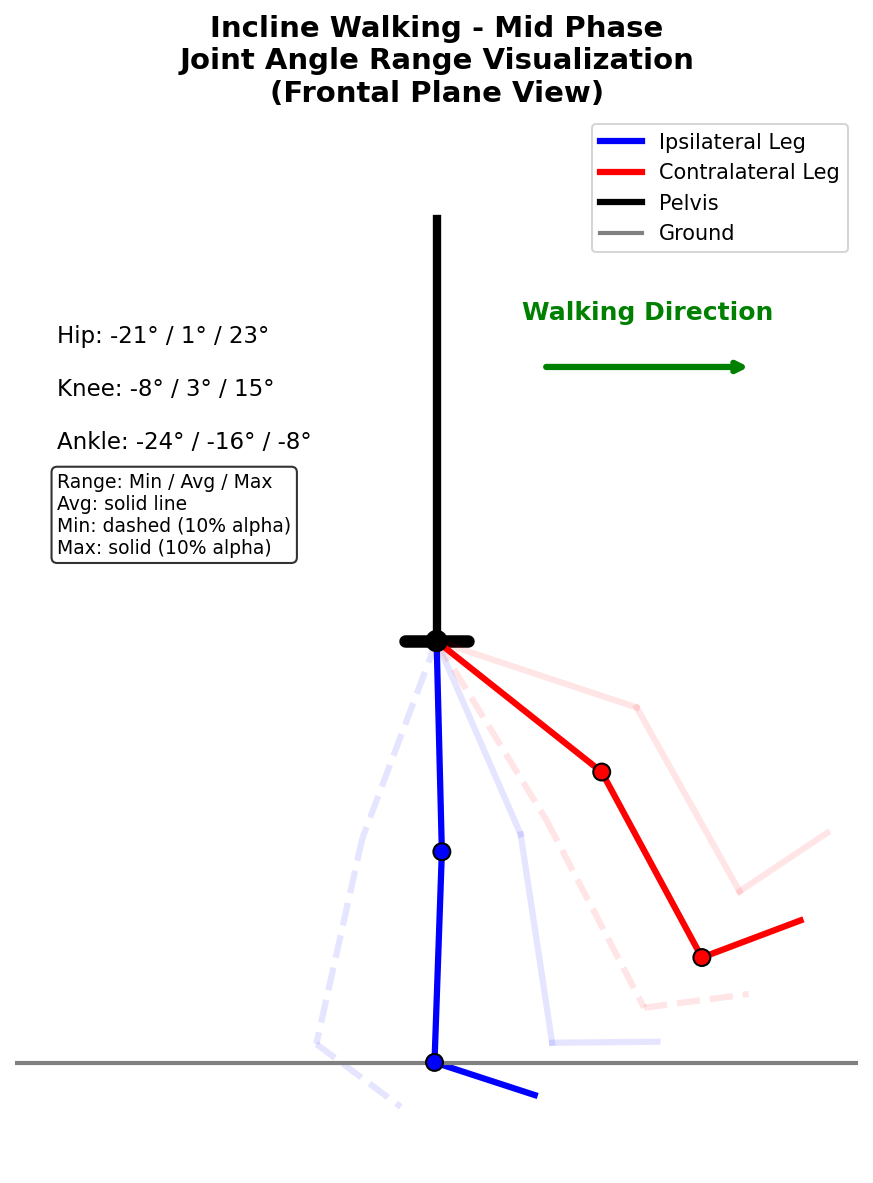 Incline Walking - Mid Phase
Joint Angle Range Visualization
(Frontal Plane View)
Ipsilateral Leg
Contralateral Leg
Pelvis
Ground
Walking Direction
Hip: -21° / 1° / 23°
Knee: -8° / 3° / 15°
Ankle: -24° / -16° / -8°
Range: Min / Avg / Max
Avg: solid line
Min: dashed (10% alpha)
Max: solid (10% alpha)